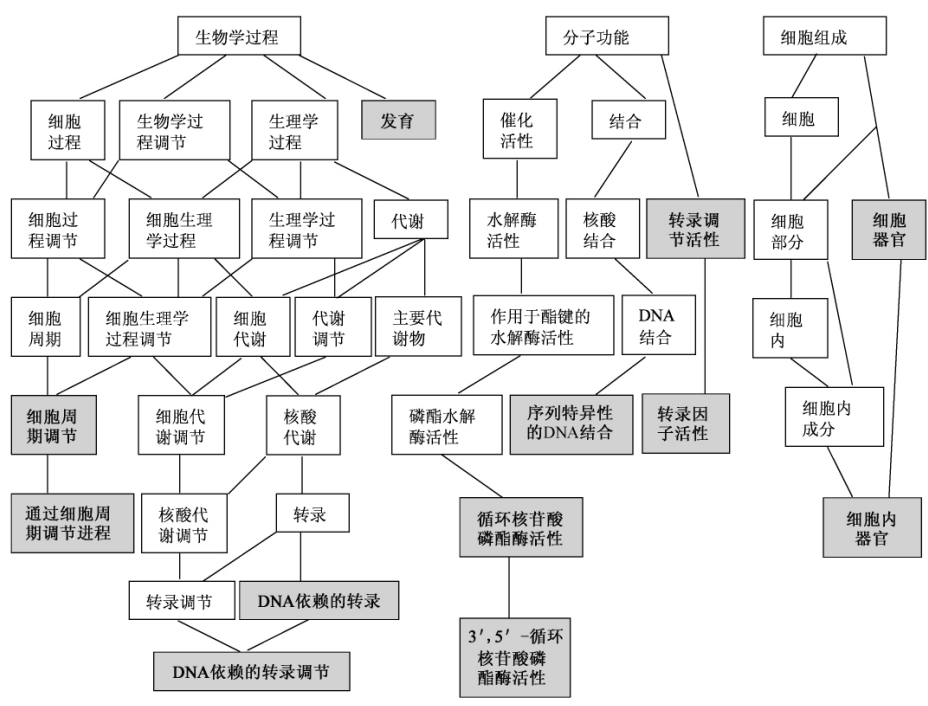 生物学过程
分子功能
细胞组成
细胞
过程
生物学过
程调节
生理学
过程
发育
催化
活性
结合
细胞
细胞过
程调节
细胞生理
学过程
生理学过
程调节
代谢
水解酶
活性
核酸
结合
转录调
节活性
细胞
部分
细胞
器官
细胞
周期
细胞生理学
过程调节
细胞
代谢
代谢
调节
主要代
谢物
作用于酯键的
水解酶活性
DNA
结合
细胞
内
细胞周
期调节
细胞代
谢调节
核酸
代谢
磷酯水解
酶活性
序列特异性
的DNA结合
转录因
子活性
细胞内
成分
通过细胞周
期调节进程
核酸代
谢调节
转录
循环核苷酸
磷酯酶活性
细胞内
器官
转录调节
DNA依赖的转录
3′,5′-循环
核苷酸磷
酯酶活性
DNA依赖的转录调节